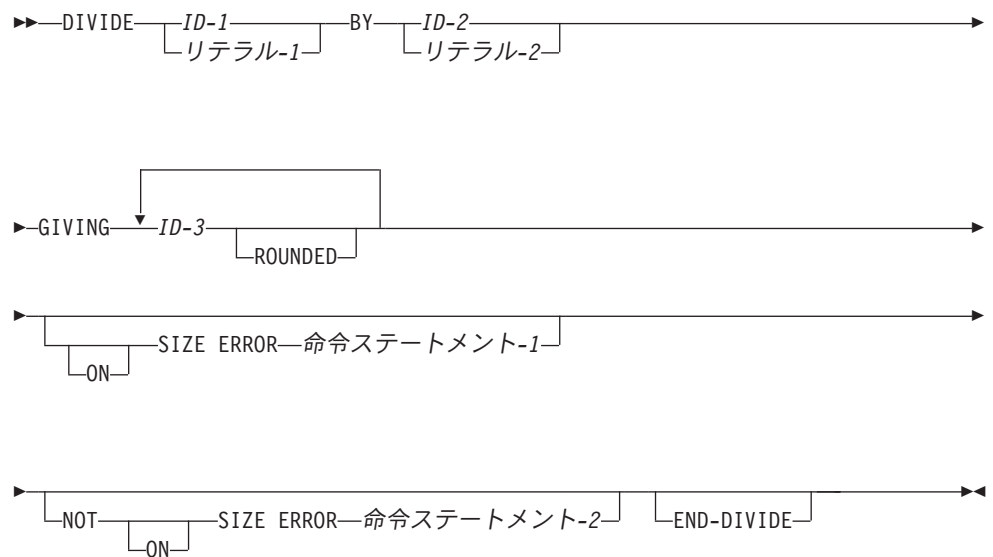 DIVIDE ID-1 BY ID-2
リテラル-1 リテラル-2
GIVING ID-3
ROUNDED
SIZE ERROR 命令ステートメント-1
ON
NOT SIZE ERROR 命令ステートメント-2 END-DIVIDE
ON